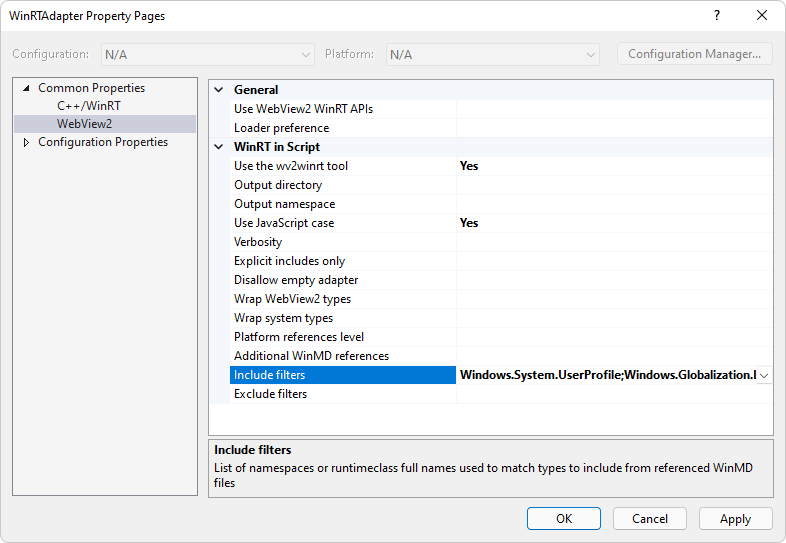 WinRTAdapter Property Pages
Configuration: N/A Platform: N/A Configuration Manager...
Common Properties
C++/WinRT
WebView2
Configuration Properties
General
Use WebView2 WinRT APIs
Loader preference
WinRT in Script
Use the wv2winrt tool Yes
Output directory
Output namespace
Use JavaScript case Yes
Verbosity
Explicit includes only
Disallow empty adapter
Wrap WebView2 types
Wrap system types
Platform references level
Additional WinMD references
Include filters Windows.System.UserProfile;Windows.Globalization.
Exclude filters
Include filters
List of namespaces or runtimeclass full names used to match types to include from referenced WinMD
files
OK Cancel Apply